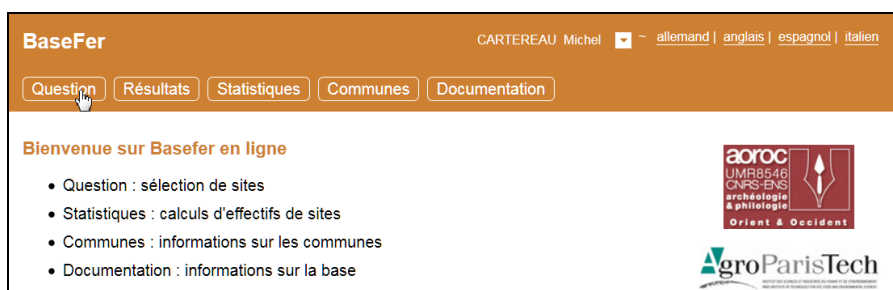 BaseFer
CARTEREAU Michel ~ allemand | anglais | espagnol | italien
Question Résultats Statistiques Communes Documentation
Bienvenue sur Basefer en ligne
• Question : sélection de sites
• Statistiques : calculs d'effectifs de sites
• Communes : informations sur les communes
• Documentation : informations sur la base
aoroc
UMR8546
CNRS-ENS
archéologie
& philologie
Orient & Occident
AgroParisTech